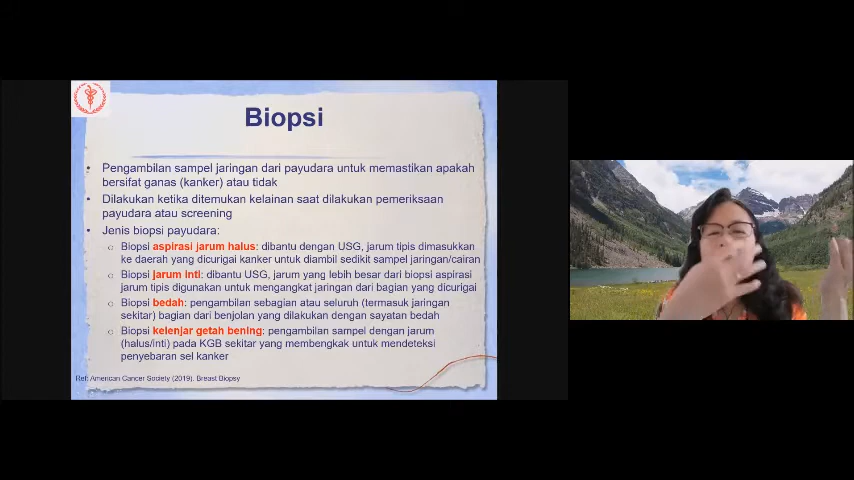 Biopsi
• Pengambilan sampel jaringan dari payudara untuk memastikan apakah
bersifat ganas (kanker) atau tidak
• Dilakukan ketika ditemukan kelainan saat dilakukan pemeriksaan
payudara atau screening
• Jenis biopsi payudara:
o Biopsi aspirasi jarum halus: dibantu dengan USG, jarum tipis dimasukkan
ke daerah yang dicurigai kanker untuk diambil sedikit sampel jaringan/cairan
o Biopsi jarum inti: dibantu USG, jarum yang lebih besar dari biopsi aspirasi
jarum tipis digunakan untuk mengangkat jaringan dari bagian yang dicurigai
o Biopsi bedah: pengambilan sebagian atau seluruh (termasuk jaringan
sekitar) bagian dari benjolan yang dilakukan dengan sayatan bedah
o Biopsi kelenjar getah bening: pengambilan sampel dengan jarum
(halus/inti) pada KGB sekitar yang membengkak untuk mendeteksi
penyebaran sel kanker
Ref: American Cancer Society (2019). Breast Biopsy